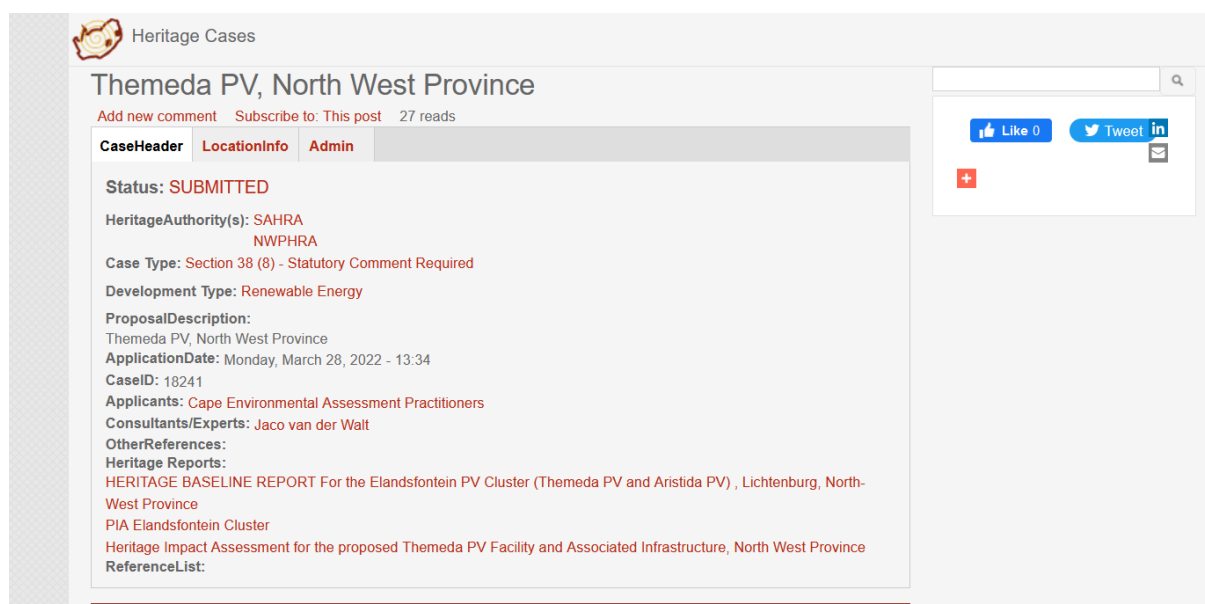 Heritage Cases
Themeda PV, North West Province
Add new comment Subscribe to: This post 27 reads
CaseHeader LocationInfo Admin
Status: SUBMITTED
HeritageAuthority(s): SAHRA
NWPHRA
Case Type: Section 38 (8) - Statutory Comment Required
Development Type: Renewable Energy
ProposalDescription:
Themeda PV, North West Province
ApplicationDate: Monday, March 28, 2022 - 13:34
CaseID: 18241
Applicants: Cape Environmental Assessment Practitioners
Consultants/Experts: Jaco van der Walt
OtherReferences:
Heritage Reports:
HERITAGE BASELINE REPORT For the Elandsfontein PV Cluster (Themeda PV and Aristida PV) , Lichtenburg, North-
West Province
PIA Elandsfontein Cluster
Heritage Impact Assessment for the proposed Themeda PV Facility and Associated Infrastructure, North West Province
ReferenceList:
Like 0 Tweet in